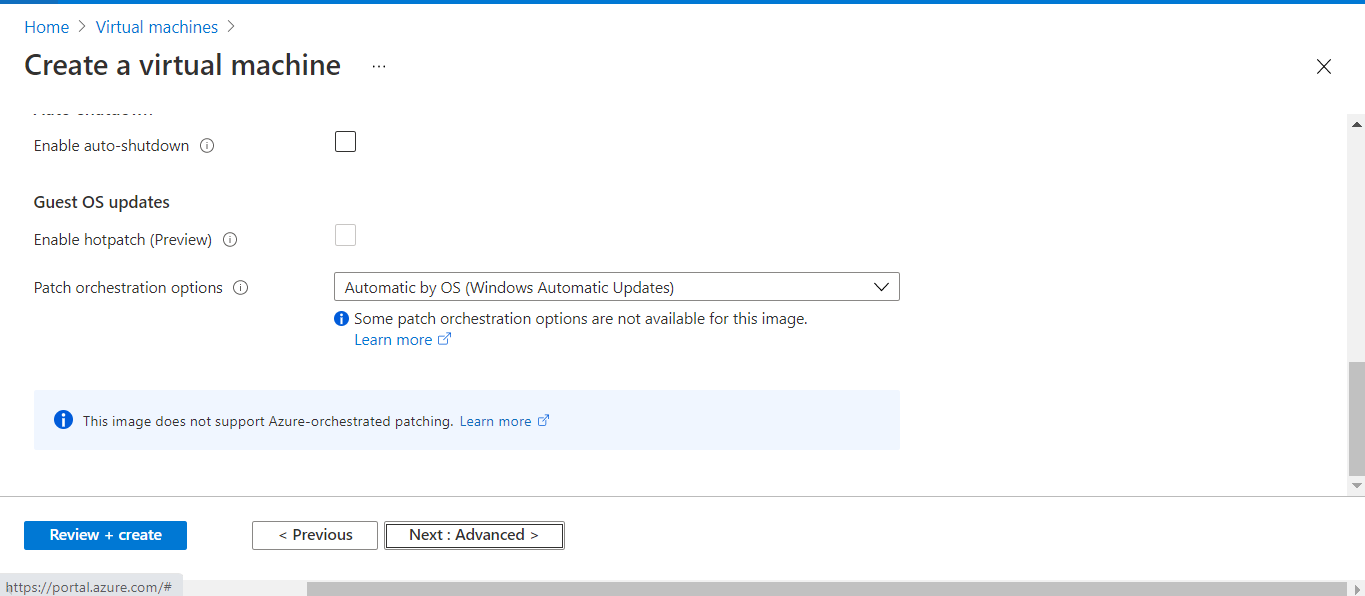 Home > Virtual machines >
Create a virtual machine ...
Enable auto-shutdown
Guest OS updates
Enable hotpatch (Preview)
Patch orchestration options
Automatic by OS (Windows Automatic Updates)
Some patch orchestration options are not available for this image.
Learn more
This image does not support Azure-orchestrated patching. Learn more
Review + create
< Previous
Next : Advanced >
https://portal.azure.com/#